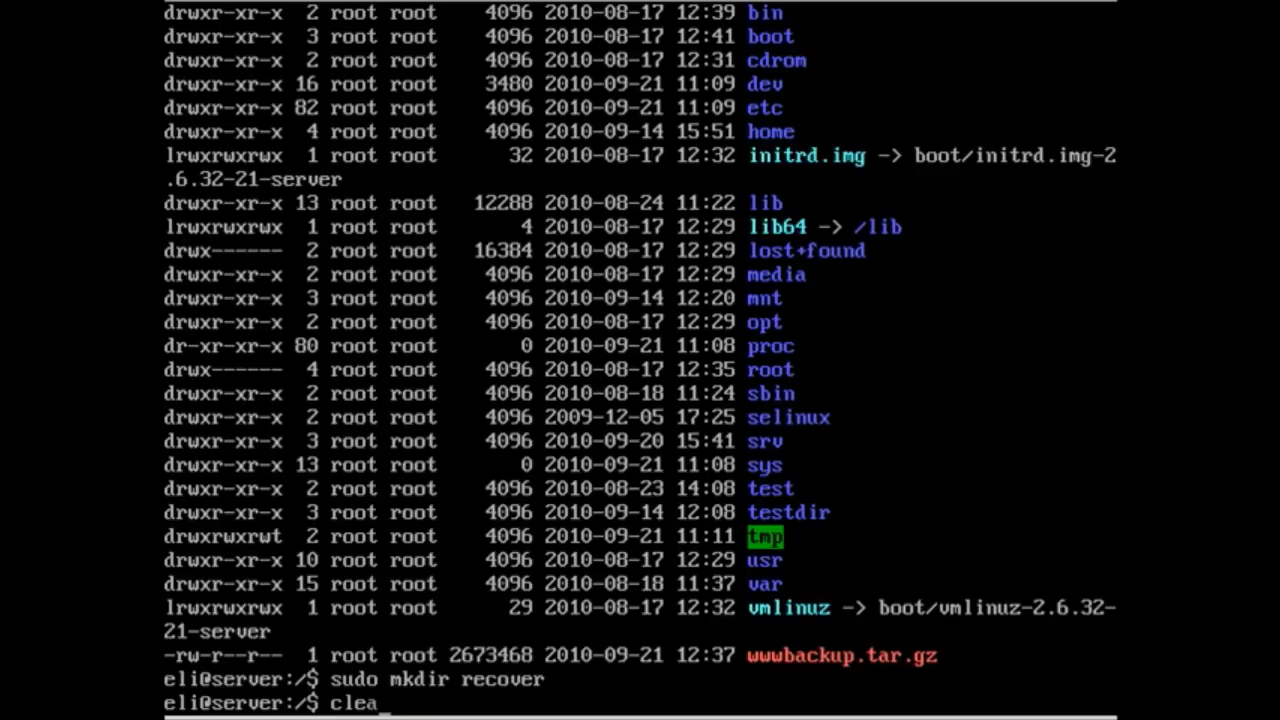 drwxr-xr-x  2 root root    4096 2010-08-17 12:39 bin
drwxr-xr-x  3 root root    4096 2010-08-17 12:41 boot
drwxr-xr-x  2 root root    4096 2010-08-17 12:31 cdrom
drwxr-xr-x 16 root root    3480 2010-09-21 11:09 dev
drwxr-xr-x 82 root root    4096 2010-09-21 11:09 etc
drwxr-xr-x  4 root root    4096 2010-09-14 15:51 home
lrwxrwxrwx  1 root root      32 2010-08-17 12:32 initrd.img -> boot/initrd.img-2
.6.32-21-server
drwxr-xr-x 13 root root   12288 2010-08-24 11:22 lib
lrwxrwxrwx  1 root root       4 2010-08-17 12:29 lib64 -> /lib
drwx------  2 root root   16384 2010-08-17 12:29 lost+found
drwxr-xr-x  2 root root    4096 2010-08-17 12:29 media
drwxr-xr-x  3 root root    4096 2010-09-14 12:20 mnt
drwxr-xr-x  2 root root    4096 2010-08-17 12:29 opt
dr-xr-xr-x 80 root root       0 2010-09-21 11:08 proc
drwx------  4 root root    4096 2010-08-17 12:35 root
drwxr-xr-x  2 root root    4096 2010-08-18 11:24 sbin
drwxr-xr-x  2 root root    4096 2009-12-05 17:25 selinux
drwxr-xr-x  3 root root    4096 2010-09-20 15:41 srv
drwxr-xr-x 13 root root       0 2010-09-21 11:08 sys
drwxr-xr-x  2 root root    4096 2010-08-23 14:08 test
drwxr-xr-x  3 root root    4096 2010-09-14 12:08 testdir
drwxrwxrwt  2 root root    4096 2010-09-21 11:11 tmp
drwxr-xr-x 10 root root    4096 2010-08-17 12:29 usr
drwxr-xr-x 15 root root    4096 2010-08-18 11:37 var
lrwxrwxrwx  1 root root      29 2010-08-17 12:32 vmlinuz -> boot/vmlinuz-2.6.32-
21-server
-rw-r--r--  1 root root 2673468 2010-09-21 12:37 wwwbackup.tar.gz
eli@server:/$ sudo mkdir recover
eli@server:/$ clea_